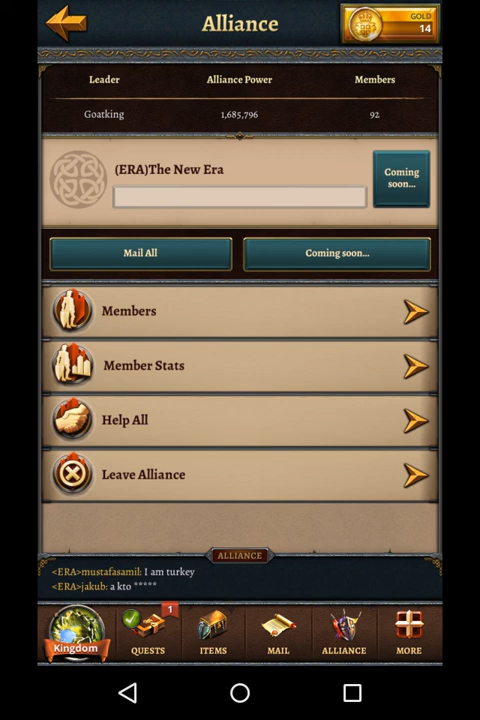 Alliance
GOLD
14
Leader Alliance Power Members
Goatking 1,685,796 92
(ERA)The New Era
Coming
soon...
Mail All
Coming soon...
Members
Member Stats
Help All
Leave Alliance
ALLIANCE
<ERA>mustafasamil: I am turkey
<ERA>jakub: a kto *****
1
Kingdom QUESTS ITEMS MAIL ALLIANCE MORE